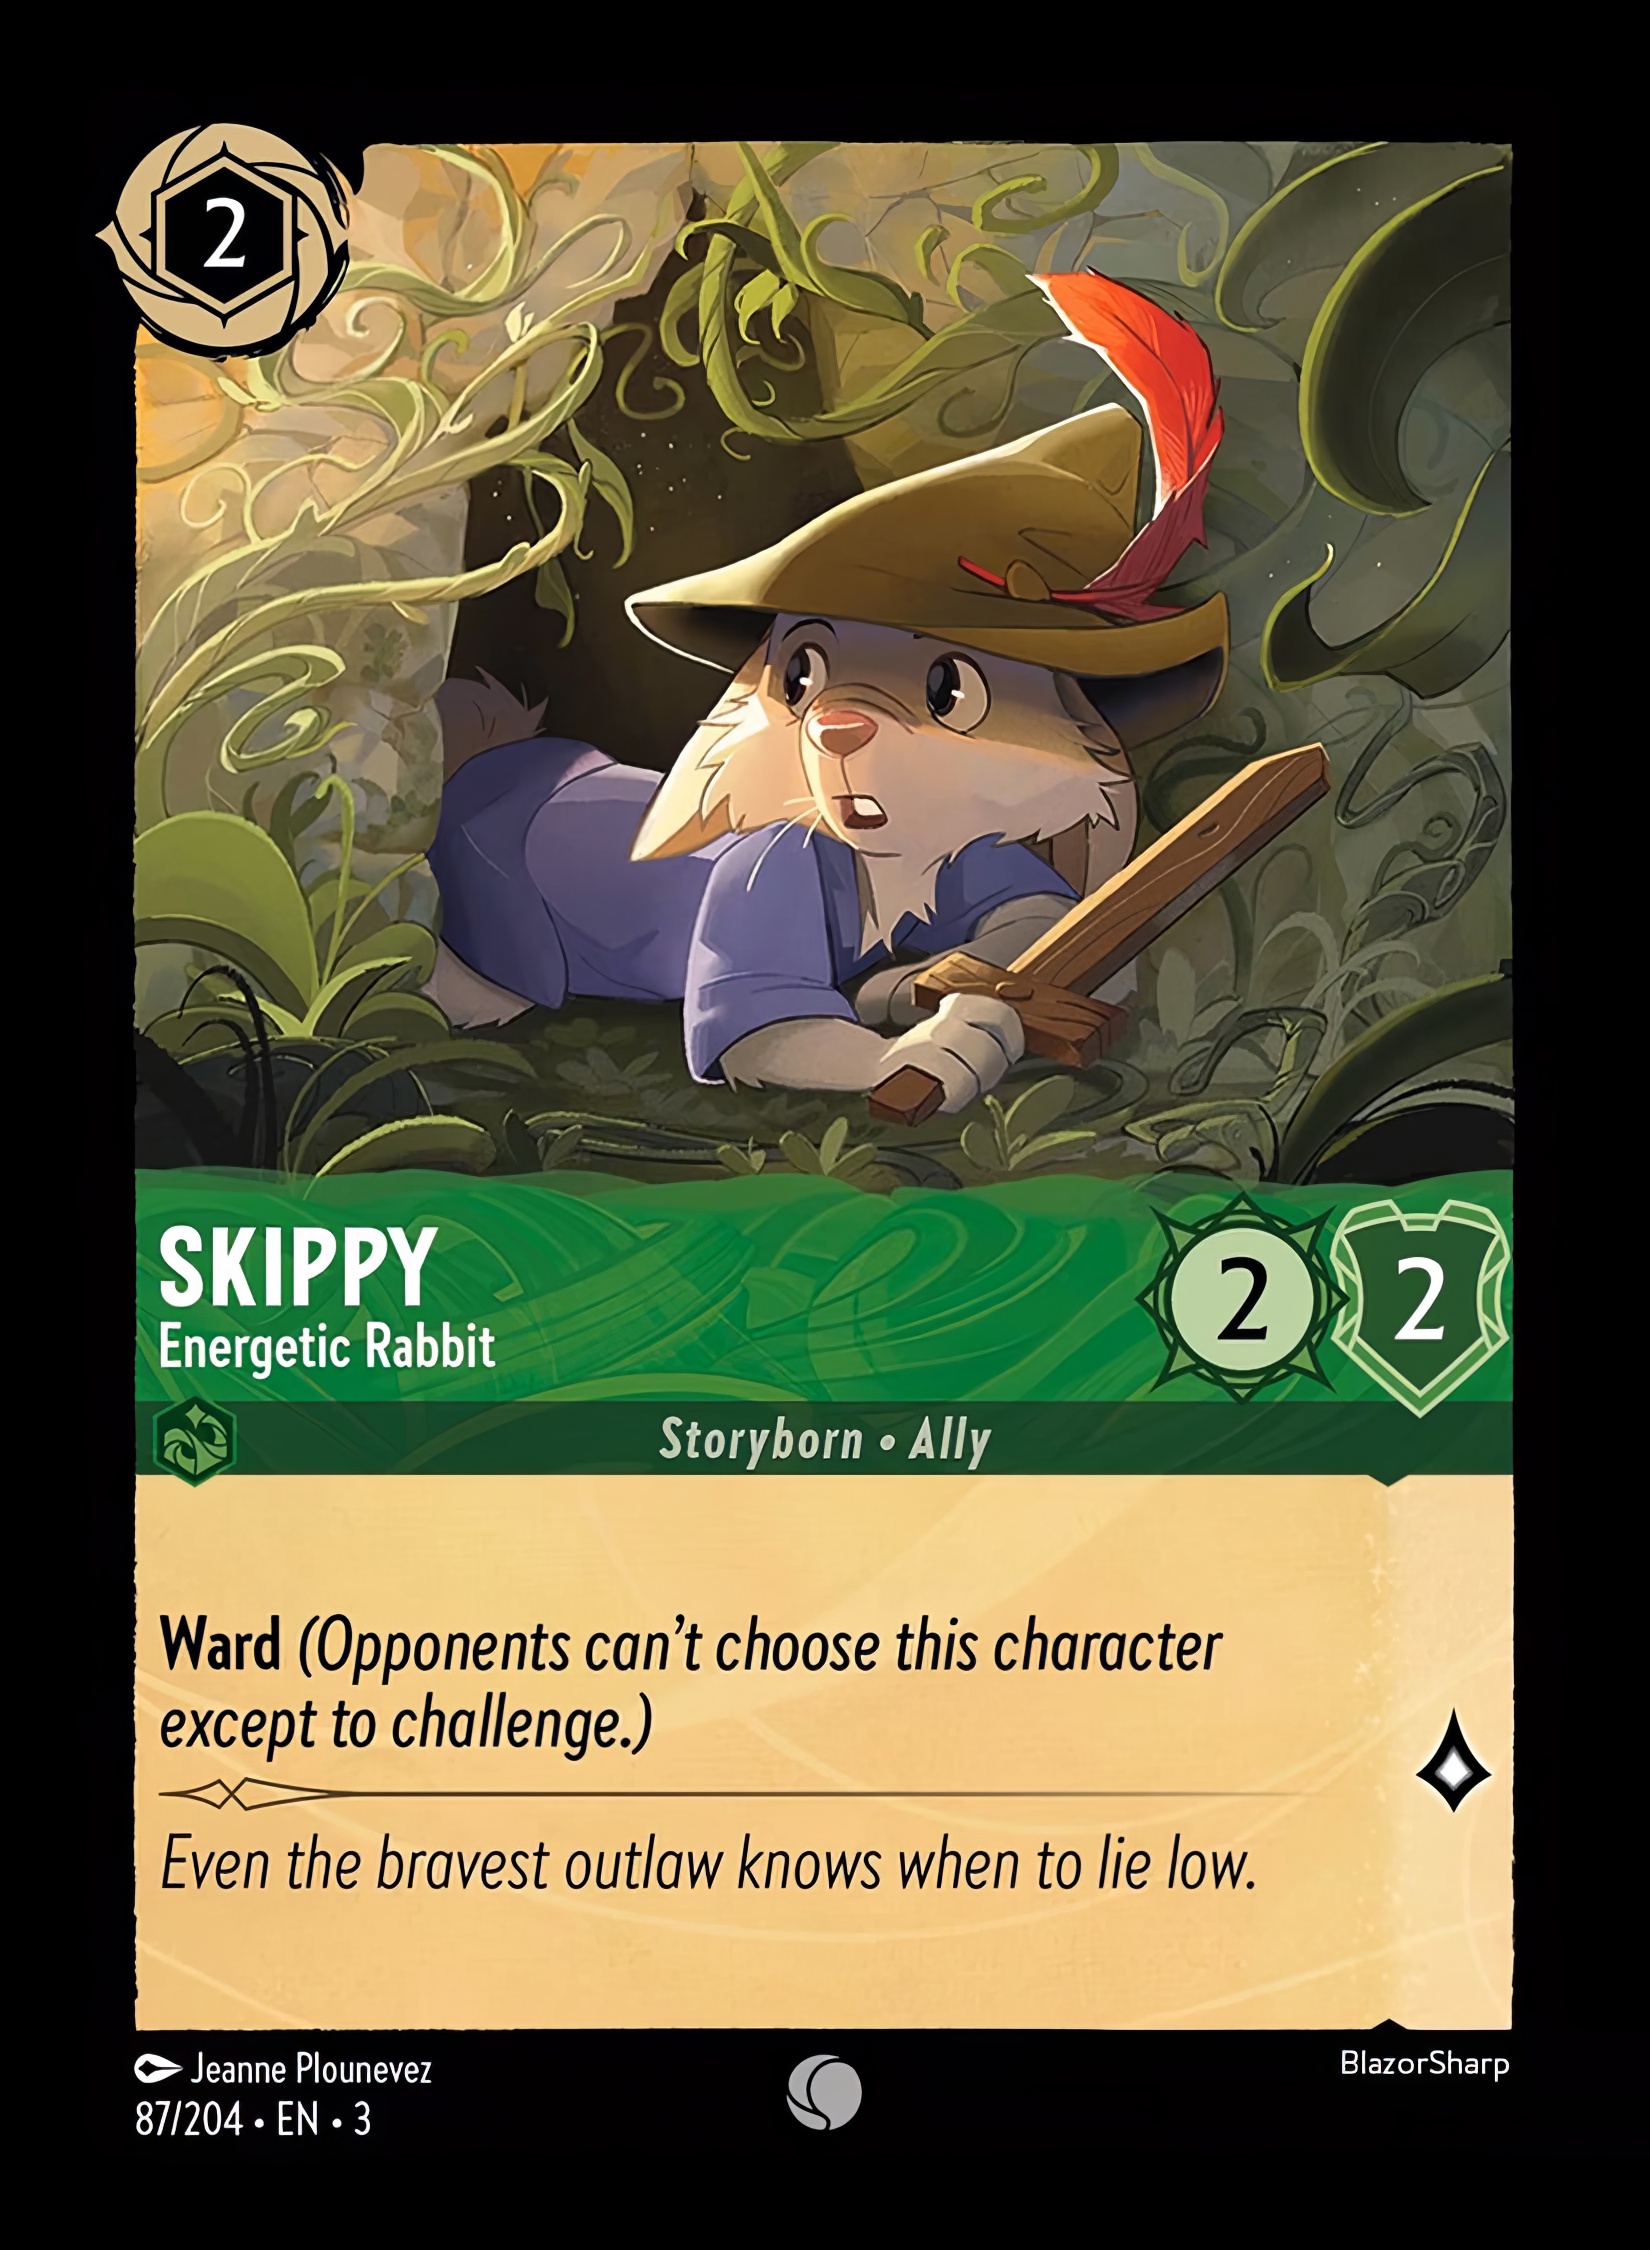 2
SKIPPY
Energetic Rabbit
2
2
Storyborn • Ally
Ward (Opponents can’t choose this character
except to challenge.)
Even the bravest outlaw knows when to lie low.
Jeanne Plounevez
BlazorSharp
87/204 • EN • 3